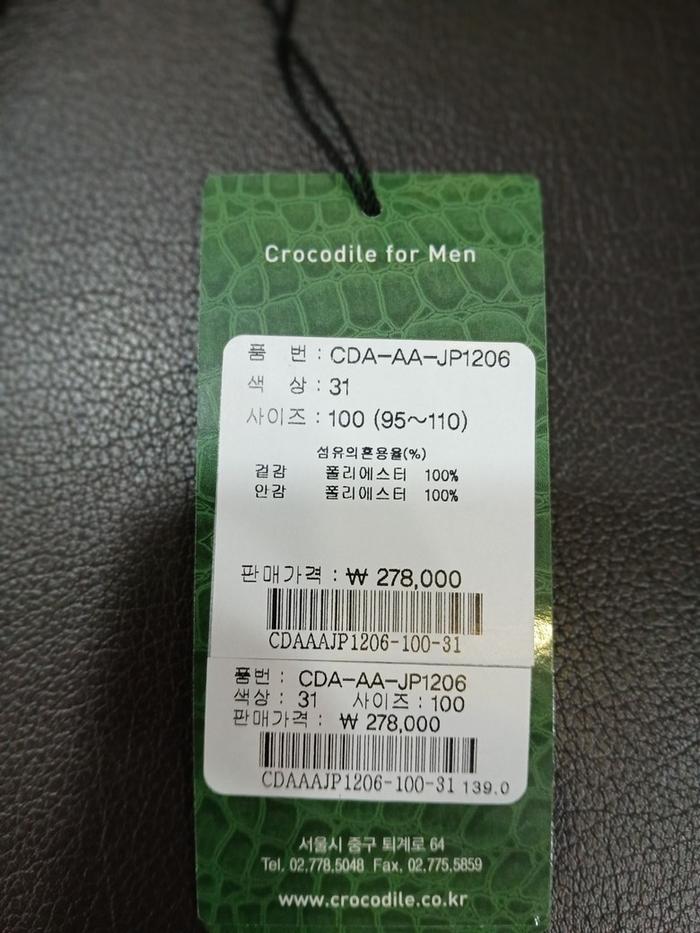 Crocodile for Men
품 번 : CDA-AA-JP1206
색 상 : 31
사이즈 : 100 (95~110)
섬유의혼용율(%)
겉감 폴리에스터 100%
안감 폴리에스터 100%
판매가격 : ₩ 278,000
CDAAAJP1206-100-31
품번 : CDA-AA-JP1206
색상 : 31 사이즈 : 100
판매가격 : ₩ 278,000
CDAAAJP1206-100-31 139.0
서울시 중구 퇴계로 64
Tel. 02.778.5048 Fax. 02.775.5859
www.crocodile.co.kr